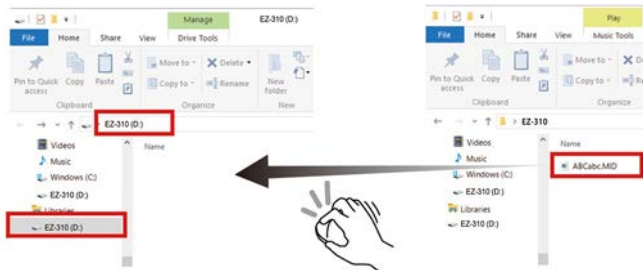 Manage
EZ-310 (D:)
File
Home
Share
View
Drive Tools
Pin to Quick access
Copy
Paste
Move to
Copy to
Delete
Rename
New folder
Clipboard
Organize
New
EZ-310 (D:)
Videos
Music
Windows (C:)
EZ-310 (D:)
Libraries
EZ-310 (D:)
Name
Play
File
Home
Share
View
Music Tools
Pin to Quick access
Copy
Paste
Move to
Copy to
Clipboard
Organize
EZ-310
Videos
Music
Windows (C:)
EZ-310 (D:)
Libraries
EZ-310 (D:)
Name
ABCabc.MID